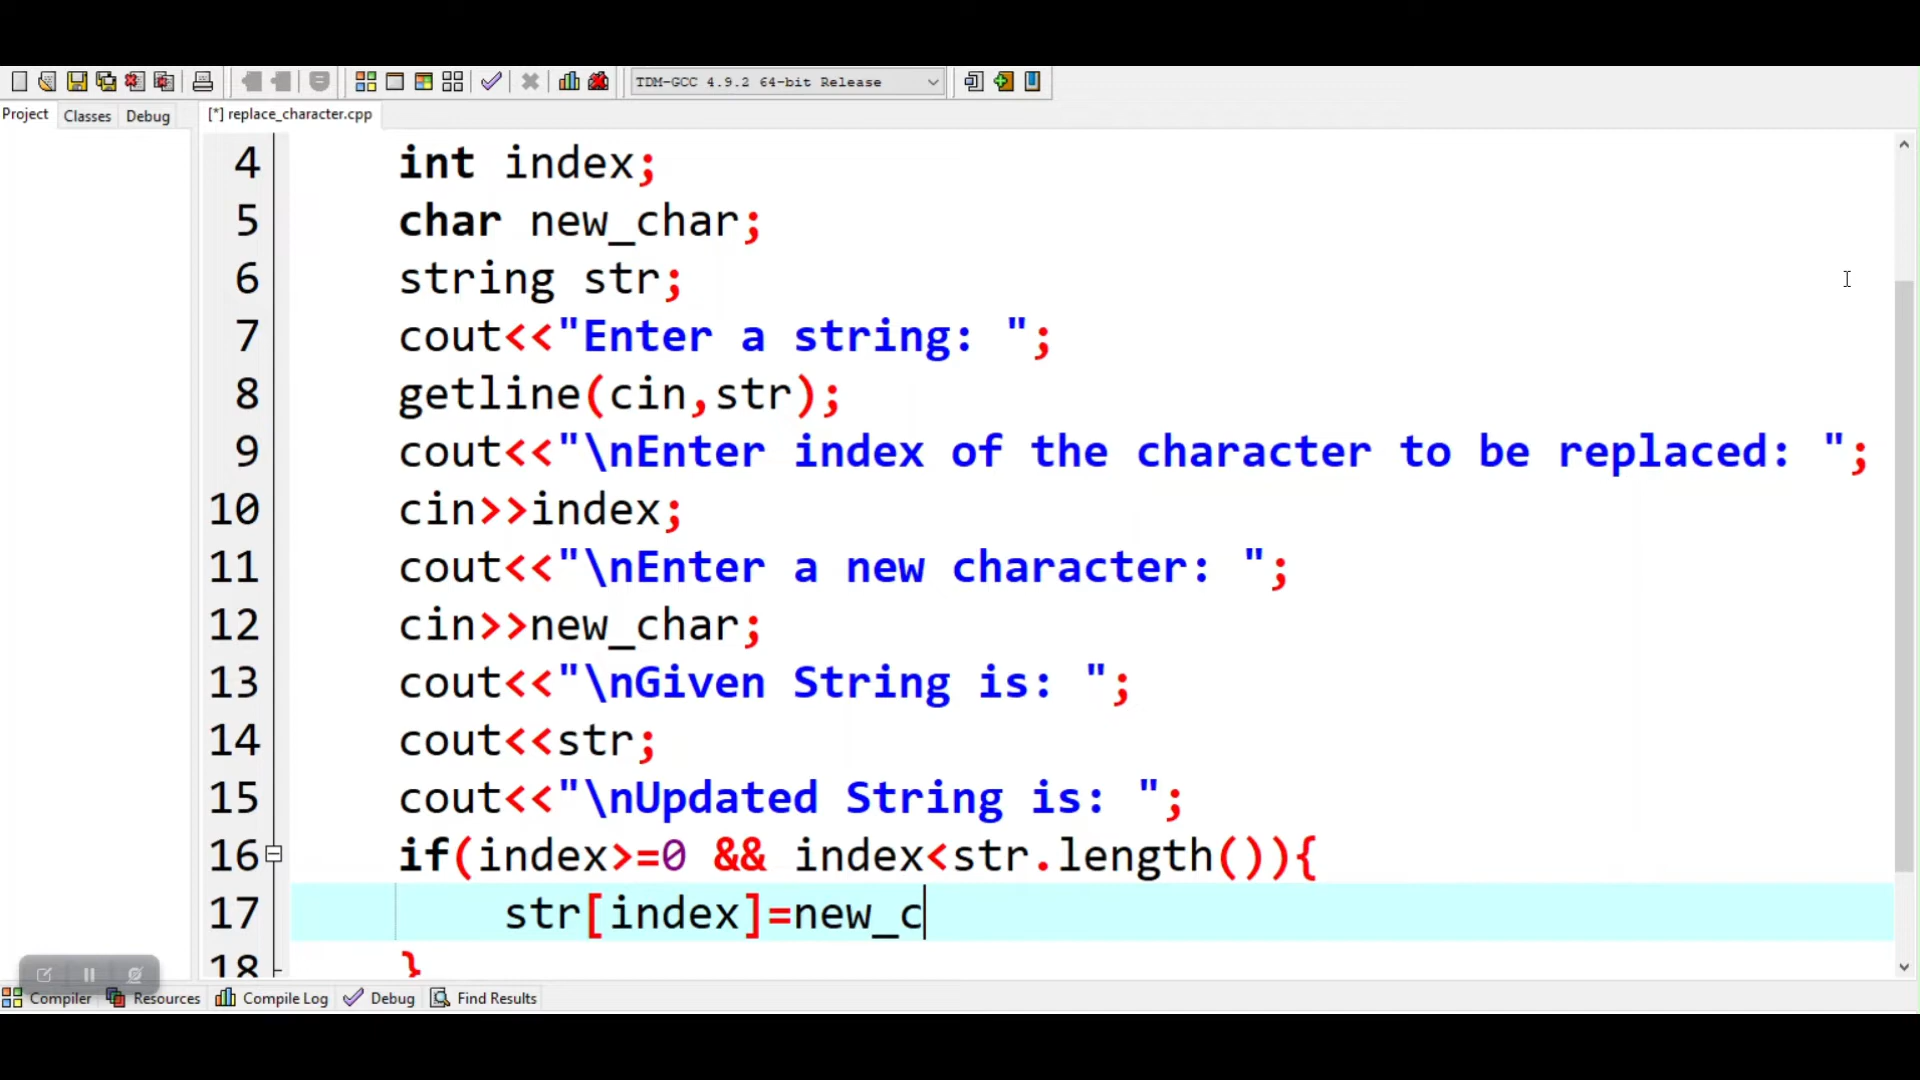 TDM-GCC 4.9.2 64-bit Release
Project Classes Debug
[*] replace_character.cpp
4 int index;
5 char new_char;
6 string str;
7 cout<<"Enter a string: ";
8 getline(cin,str);
9 cout<<"\nEnter index of the character to be replaced: ";
10 cin>>index;
11 cout<<"\nEnter a new character: ";
12 cin>>new_char;
13 cout<<"\nGiven String is: ";
14 cout<<str;
15 cout<<"\nUpdated String is: ";
16 if(index>=0 && index<str.length()){
17 str[index]=new_c
18 }
Compiler Resources Compile Log Debug Find Results